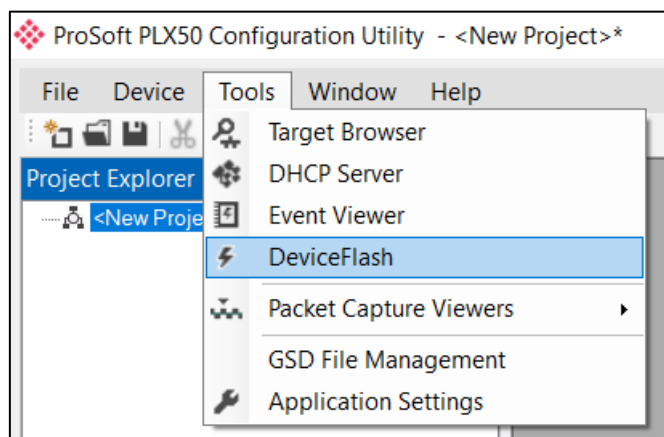 ProSoft PLX50 Configuration Utility - <New Project>*
File Device Tools Window Help
Target Browser
Project Explorer
DHCP Server
<New Proje
Event Viewer
DeviceFlash
Packet Capture Viewers
GSD File Management
Application Settings